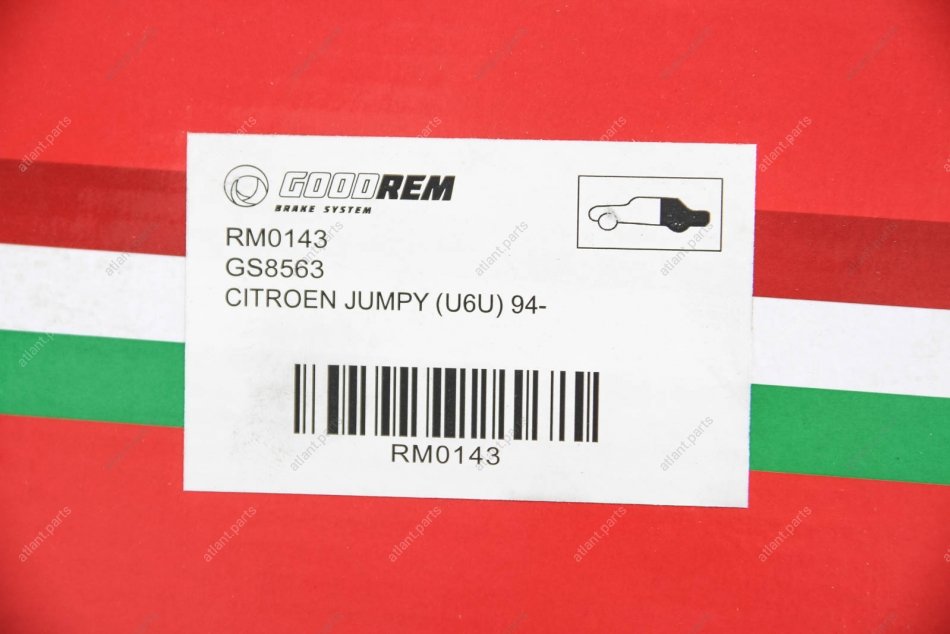 GOODREM
BRAKE SYSTEM
RM0143
GS8563
CITROEN JUMPY (U6U) 94-
RM0143
atlant.parts